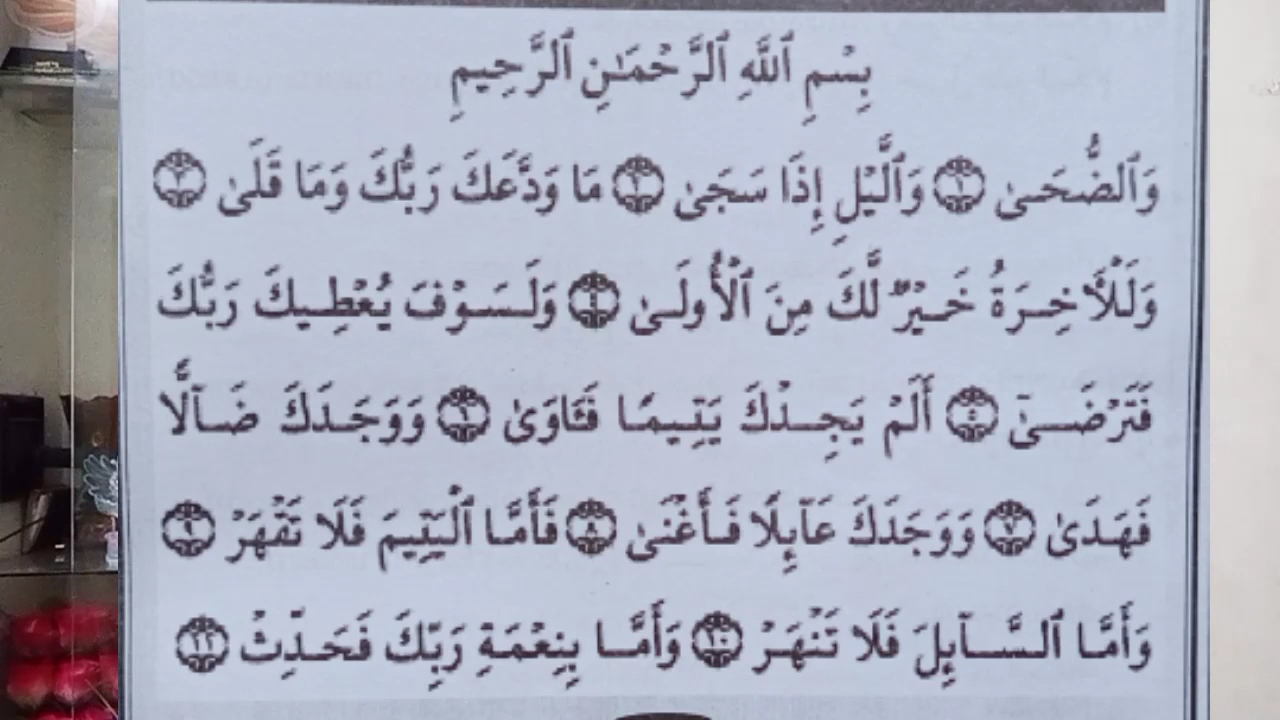 بِسْمِ ٱللَّهِ ٱلرَّحْمَـٰنِ ٱلرَّحِيمِ
وَٱلضُّحَىٰ ١ وَٱلَّيْلِ إِذَا سَجَىٰ ٢ مَا وَدَّعَكَ رَبُّكَ وَمَا قَلَىٰ ٣
وَلَلْأَخِرَةُ خَيْرٌ لَّكَ مِنَ ٱلْأُولَىٰ ٤ وَلَسَوْفَ يُعْطِيكَ رَبُّكَ
فَتَرْضَىٰٓ ٥ أَلَمْ يَجِدْكَ يَتِيمًا فَـَٔاوَىٰ ٦ وَوَجَدَكَ ضَآلًّا
فَهَدَىٰ ٧ وَوَجَدَكَ عَآئِلًا فَأَغْنَىٰ ٨ فَأَمَّا ٱلْيَتِيمَ فَلَا تَقْهَرْ ٩
وَأَمَّا ٱلسَّآئِلَ فَلَا تَنْهَرْ ١٠ وَأَمَّا بِنِعْمَةِ رَبِّكَ فَحَدِّثْ ١١